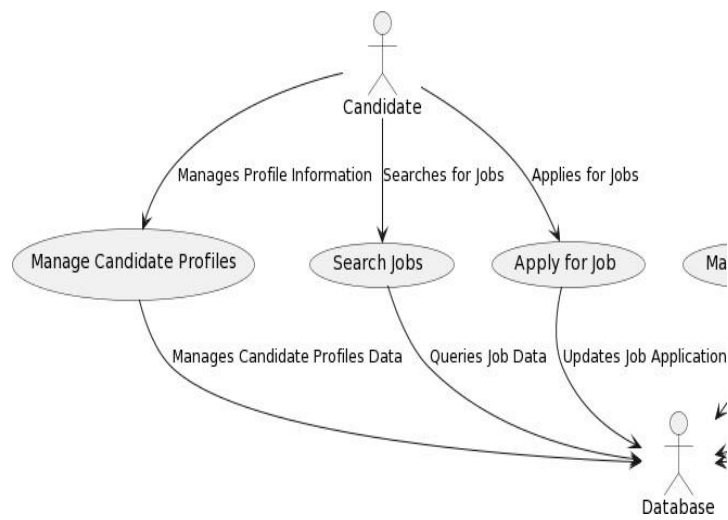 Candidate
Manages Profile Information
Searches for Jobs
Applies for Jobs
Manage Candidate Profiles
Search Jobs
Apply for Job
Ma
Manages Candidate Profiles Data
Queries Job Data
Updates Job Application
Database